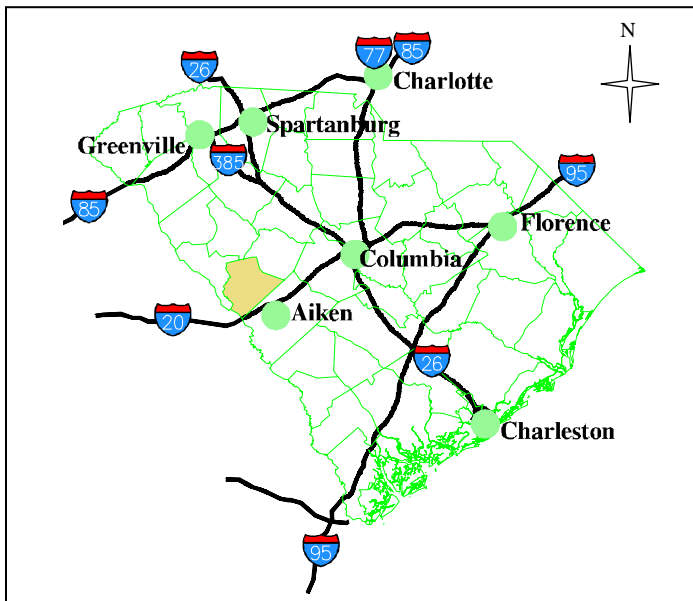 N
77
85
26
Charlotte
Spartanburg
Greenville
385
95
85
Florence
Columbia
20
Aiken
26
Charleston
95